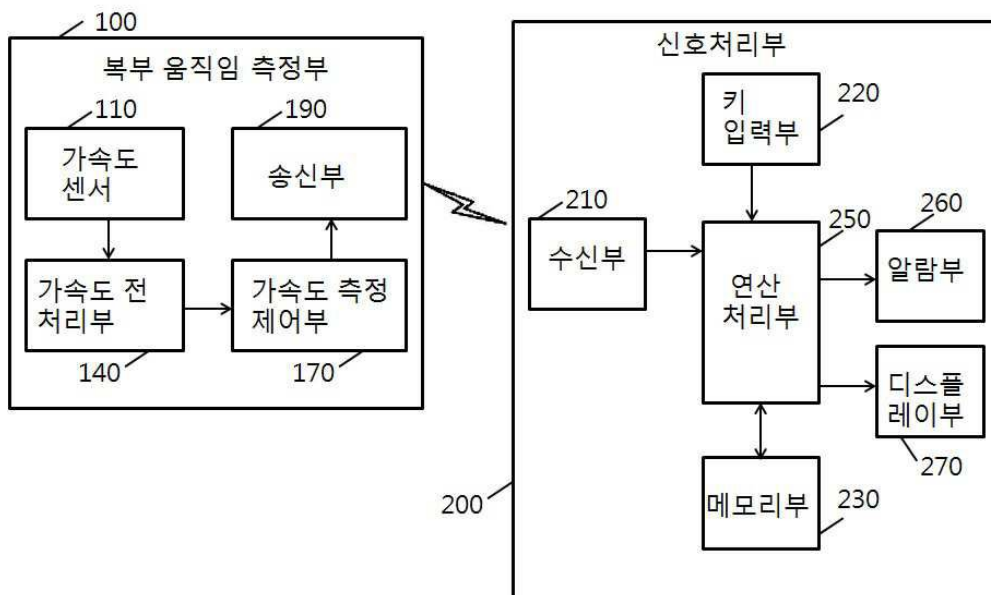 100
복부 움직임 측정부
110
190
가속도
센서
송신부
가속도 전
처리부
가속도 측정
제어부
140
170
신호처리부
키
입력부
220
210
수신부
250
연산
처리부
260
알람부
디스플
레이부
270
200
메모리부
230